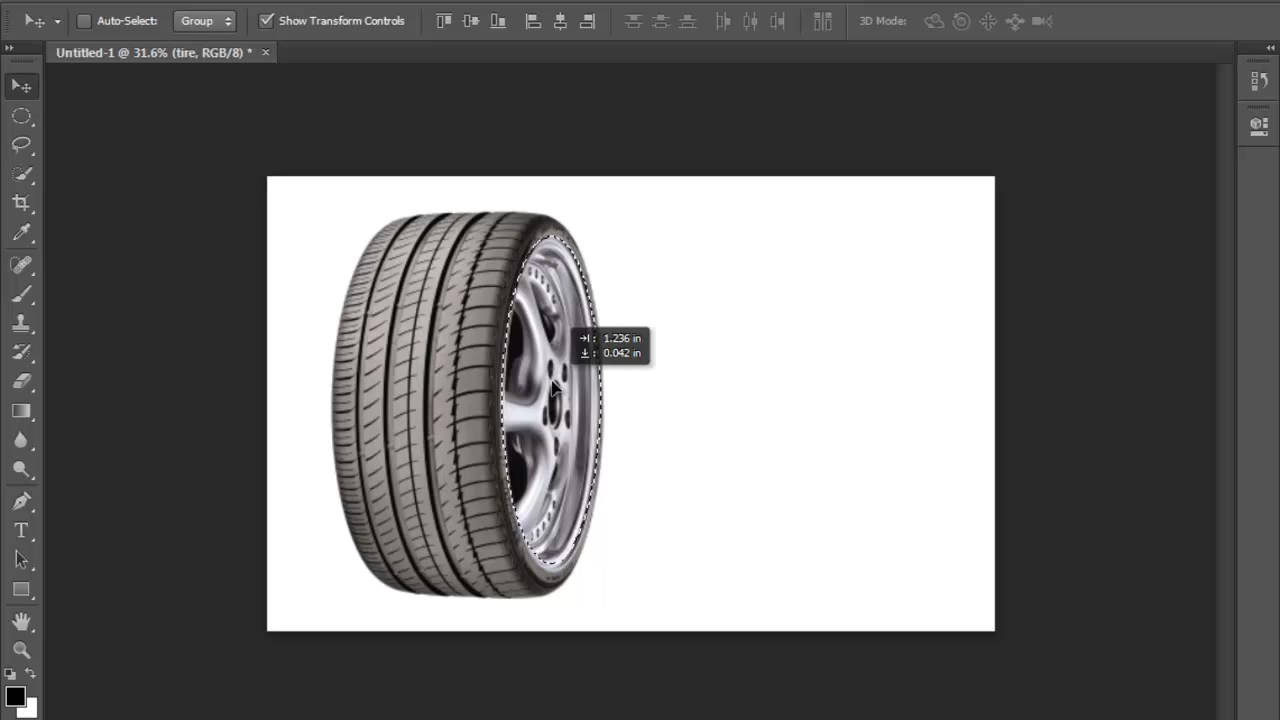 Auto-Select: Group Show Transform Controls 3D Mode:
Untitled-1 @ 31.6% (tire, RGB/8) * ×
→|: 1.236 in
↓: 0.042 in
T